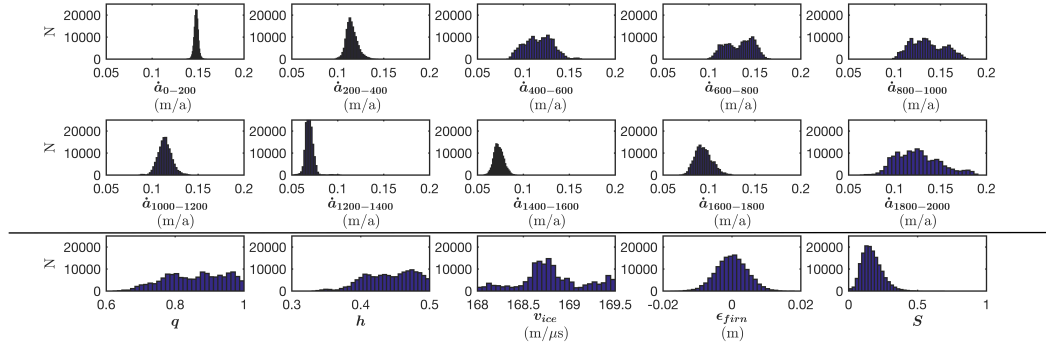 N 20000 10000 0 0 0 0 0
20000 20000 20000 20000
10000 10000 10000 10000
0.05 0.1 0.15 0.2 0.05 0.1 0.15 0.2 0.05 0.1 0.15 0.2 0.05 0.1 0.15 0.2 0.05 0.1 0.15 0.2
ȧ0−200 ȧ200−400 ȧ400−600 ȧ600−800 ȧ800−1000
(m/a) (m/a) (m/a) (m/a) (m/a)
N 20000 20000 20000 20000 20000
10000 10000 10000 10000 10000
0 0 0 0 0
0.05 0.1 0.15 0.2 0.05 0.1 0.15 0.2 0.05 0.1 0.15 0.2 0.05 0.1 0.15 0.2 0.05 0.1 0.15 0.2
ȧ1000−1200 ȧ1200−1400 ȧ1400−1600 ȧ1600−1800 ȧ1800−2000
(m/a) (m/a) (m/a) (m/a) (m/a)
N 20000 20000 20000 20000 20000
10000 10000 10000 10000 10000
0 0 0 0 0
0.6 0.8 1 0.3 0.4 0.5 168 168.5 169 169.5 -0.02 0 0.02 0 0.5 1
q h vice ϵfirn S
(m/μs) (m)